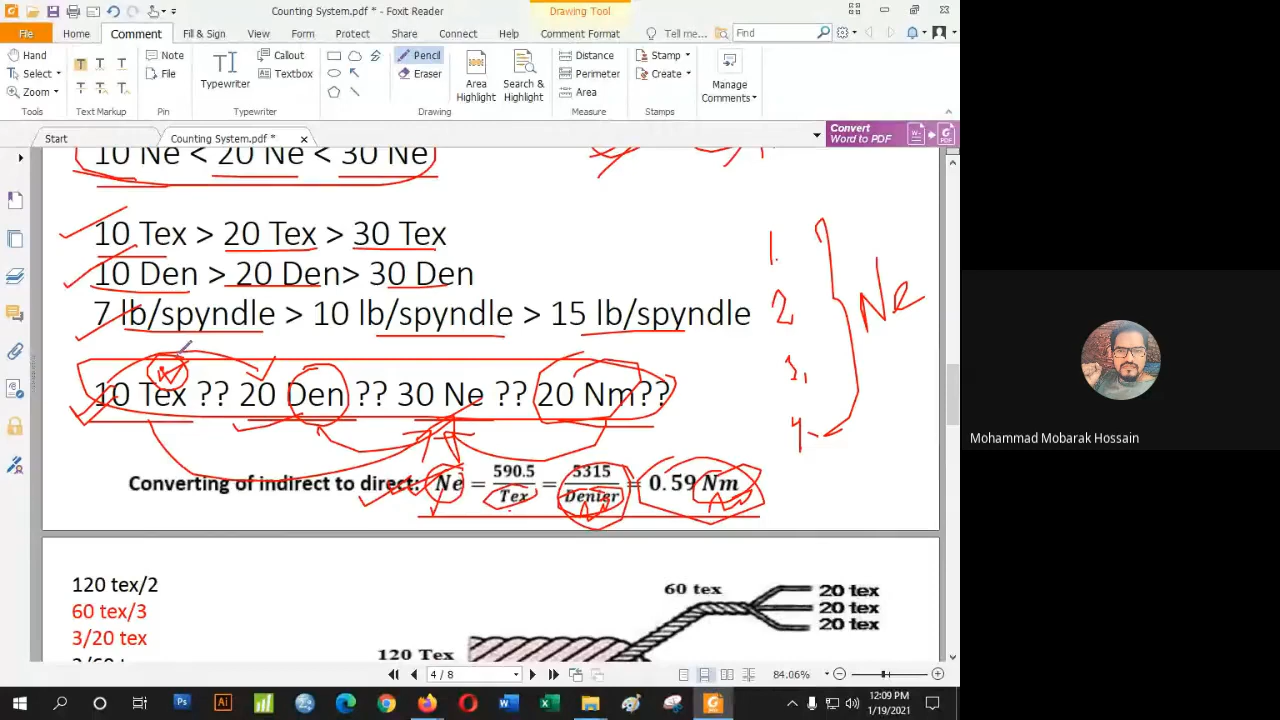 Counting System.pdf * - Foxit Reader
Drawing Tool
File Home Comment Fill & Sign View Form Protect Share Connect Help Comment Format Tell me... Find
Hand Select Zoom Tools
Text Markup
Note File Pin
Typewriter Callout Textbox Typewriter
Pencil Eraser Drawing
Area Highlight Search & Highlight
Distance Perimeter Area Measure
Stamp Create Stamps
Manage Comments
Start Counting System.pdf *
Convert Word to PDF
10 Ne < 20 Ne < 30 Ne
10 Tex > 20 Tex > 30 Tex
10 Den > 20 Den> 30 Den
7 lb/spyndle > 10 lb/spyndle > 15 lb/spyndle
1.
2
3,
4
Ne
10 Tex ?? 20 Den ?? 30 Ne ?? 20 Nm??
Converting of indirect to direct: Ne = 590.5/Tex = 5315/Denier = 0.59 Nm
120 tex/2
60 tex/3
3/20 tex
60 tex
20 tex
20 tex
20 tex
120 Tex
4 / 8
84.06%
Mohammad Mobarak Hossain
12:09 PM
1/19/2021